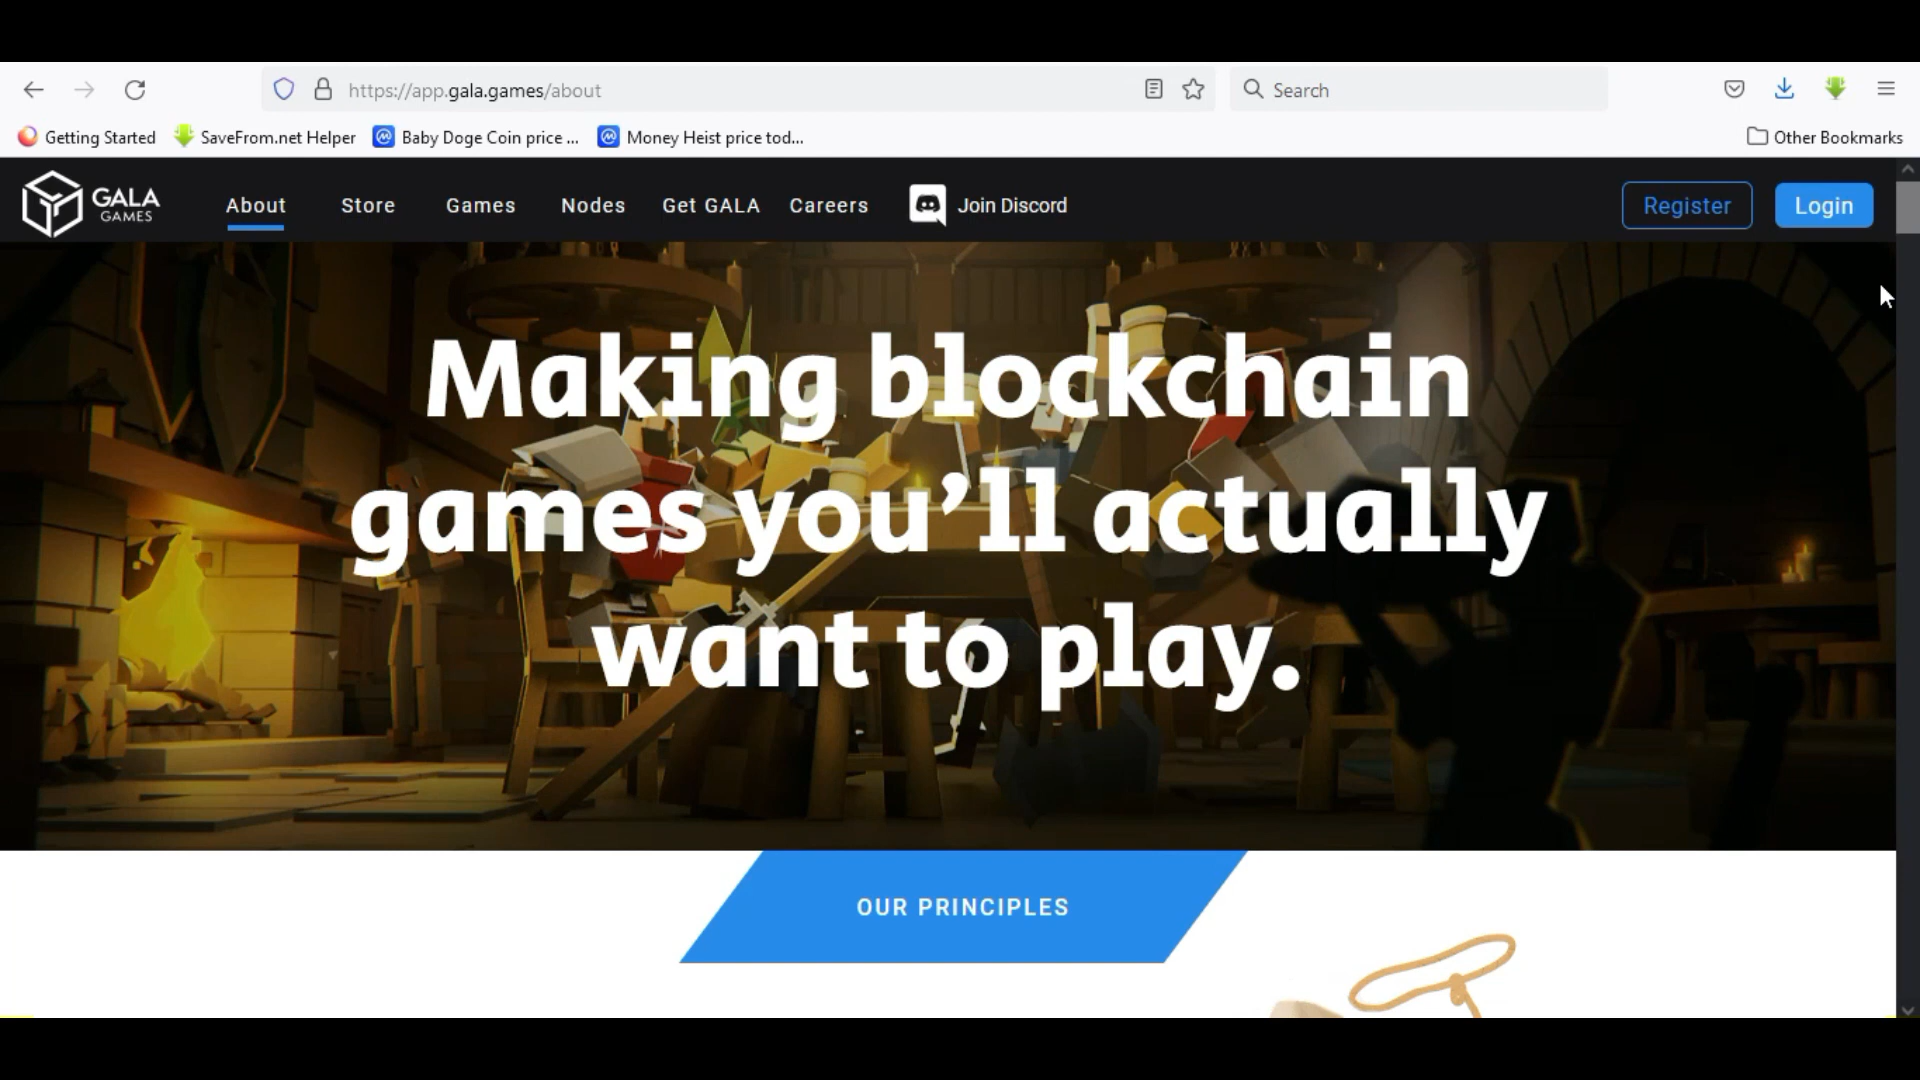 https://app.gala.games/about
Search
Getting Started
SaveFrom.net Helper
Baby Doge Coin price ...
Money Heist price tod...
Other Bookmarks
GALA
GAMES
About
Store
Games
Nodes
Get GALA
Careers
Join Discord
Register
Login
Making blockchain
games you’ll actually
want to play.
OUR PRINCIPLES